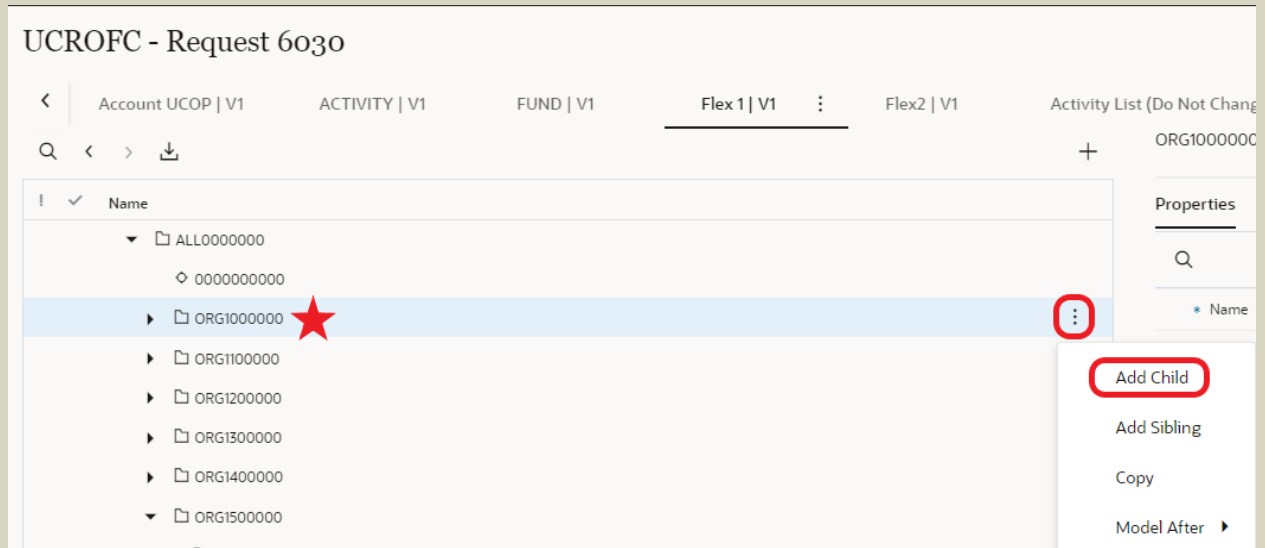 UCROFC - Request 6030
Account UCOP | V1 ACTIVITY | V1 FUND | V1 Flex 1 | V1 Flex2 | V1 Activity List (Do Not Chang
ORG1000000
! Name
Properties
ALL0000000
0000000000
ORG1000000
* Name
ORG1100000
Add Child
ORG1200000
Add Sibling
ORG1300000
ORG1400000
Copy
ORG1500000
Model After